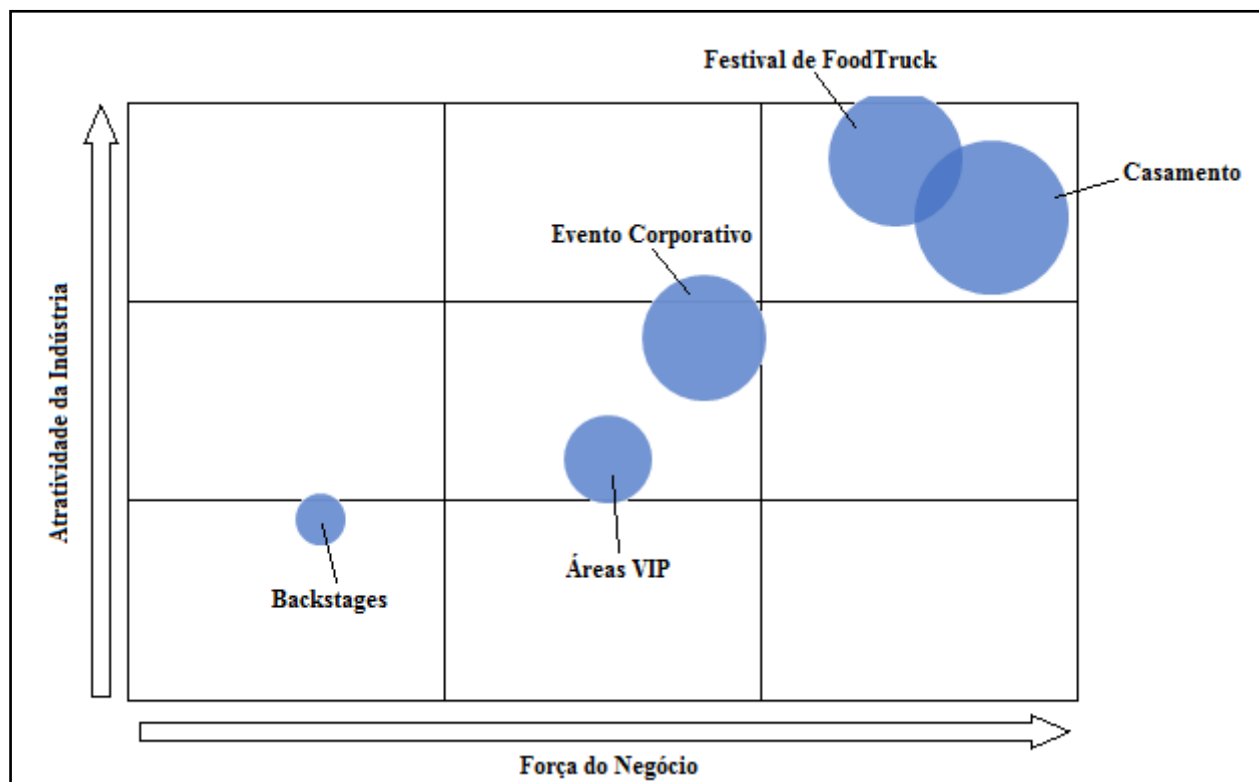 Festival de FoodTruck
Casamento
Evento Corporativo
Atratividade da Indústria
Áreas VIP
Backstages
Força do Negócio